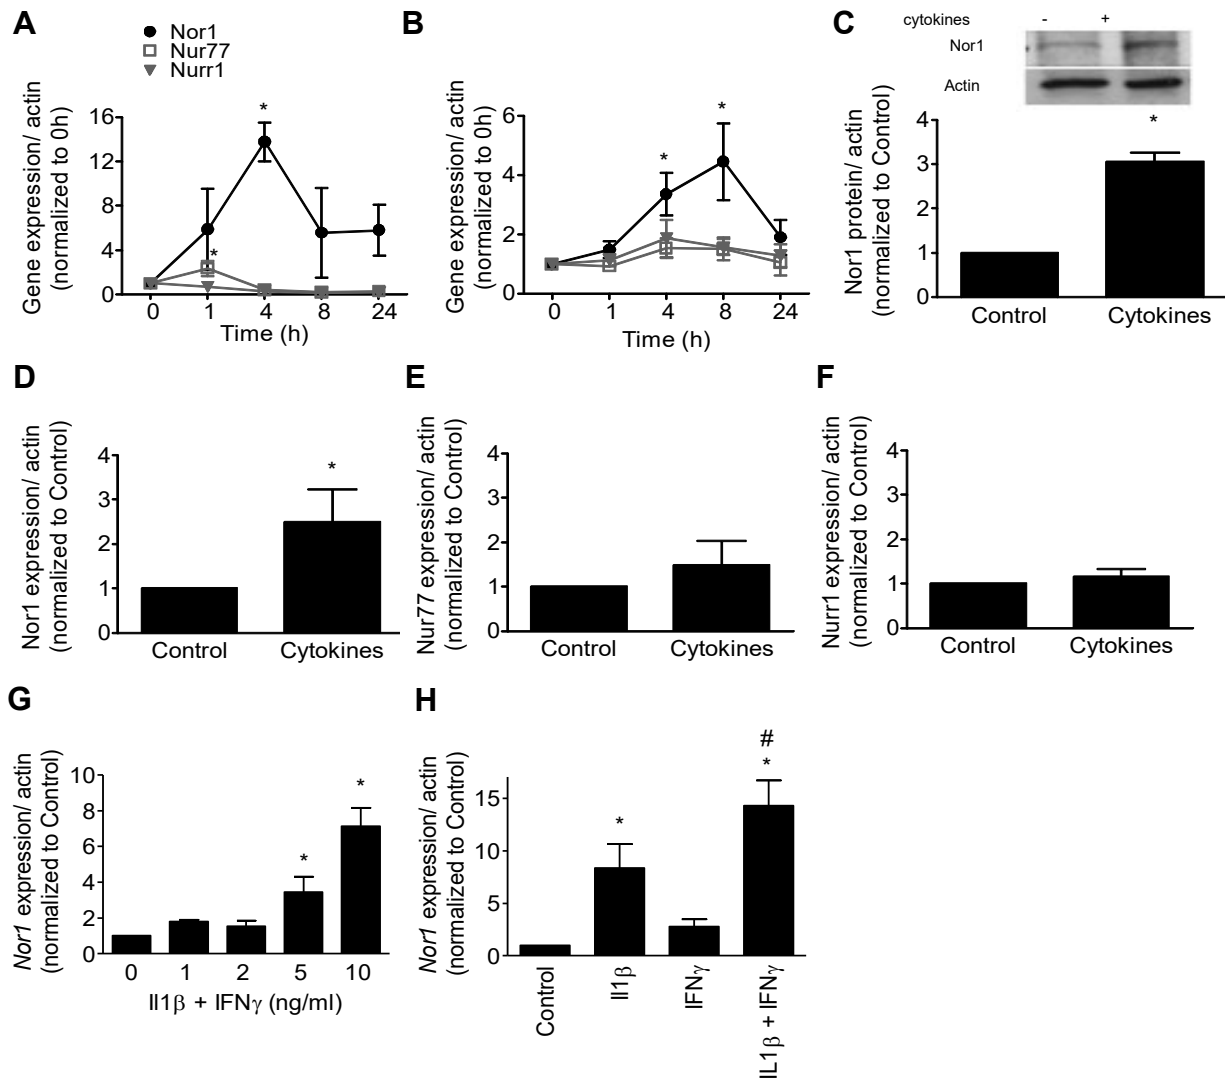 A
Nor1
Nur77
Nurr1
Gene expression/ actin
(normalized to 0h)
16
12
8
4
0
*
*
0 1 4 8 24
Time (h)
B
Gene expression/ actin
(normalized to 0h)
6
4
2
0
*
*
0 1 4 8 24
Time (h)
C
cytokines - +
Nor1
Actin
Nor1 protein/ actin
(normalized to Control)
4
3
2
1
0
*
Control Cytokines
D
Nor1 expression/ actin
(normalized to Control)
4
3
2
1
0
*
Control Cytokines
E
Nur77 expression/ actin
(normalized to Control)
4
3
2
1
0
Control Cytokines
F
Nurr1 expression/ actin
(normalized to Control)
4
3
2
1
0
Control Cytokines
G
Nor1 expression/ actin
(normalized to Control)
10
8
6
4
2
0
*
*
0 1 2 5 10
Il1β + IFNγ (ng/ml)
H
Nor1 expression/ actin
(normalized to Control)
15
10
5
0
*
#
*
Control
Il1β
IFNγ
IL1β + IFNγ